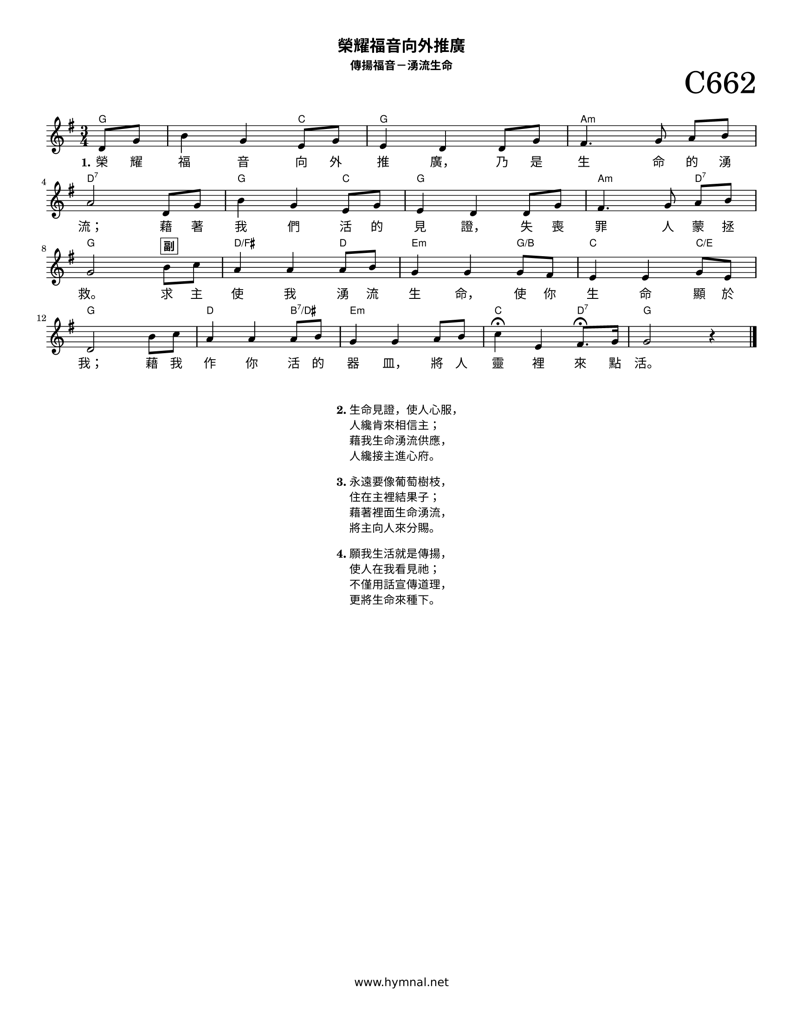 榮耀福音向外推廣
傳揚福音－湧流生命
C662
G C G Am
1. 榮 耀 福 音 向 外 推 廣， 乃 是 生 命 的 湧
4 D7 G C G Am D7
流； 藉 著 我 們 活 的 見 證， 失 喪 罪 人 蒙 拯
8 G 副 D/F♯ D Em G/B C C/E
救。 求 主 使 我 湧 流 生 命， 使 你 生 命 顯 於
12 G D B7/D♯ Em C D7 G
我； 藉 我 作 你 活 的 器 皿， 將 人 靈 裡 來 點 活。
2. 生命見證，使人心服，
人纔肯來相信主；
藉我生命湧流供應，
人纔接主進心府。
3. 永遠要像葡萄樹枝，
住在主裡結果子；
藉著裡面生命湧流，
將主向人來分賜。
4. 願我生活就是傳揚，
使人在我看見祂；
不僅用話宣傳道理，
更將生命來種下。
www.hymnal.net